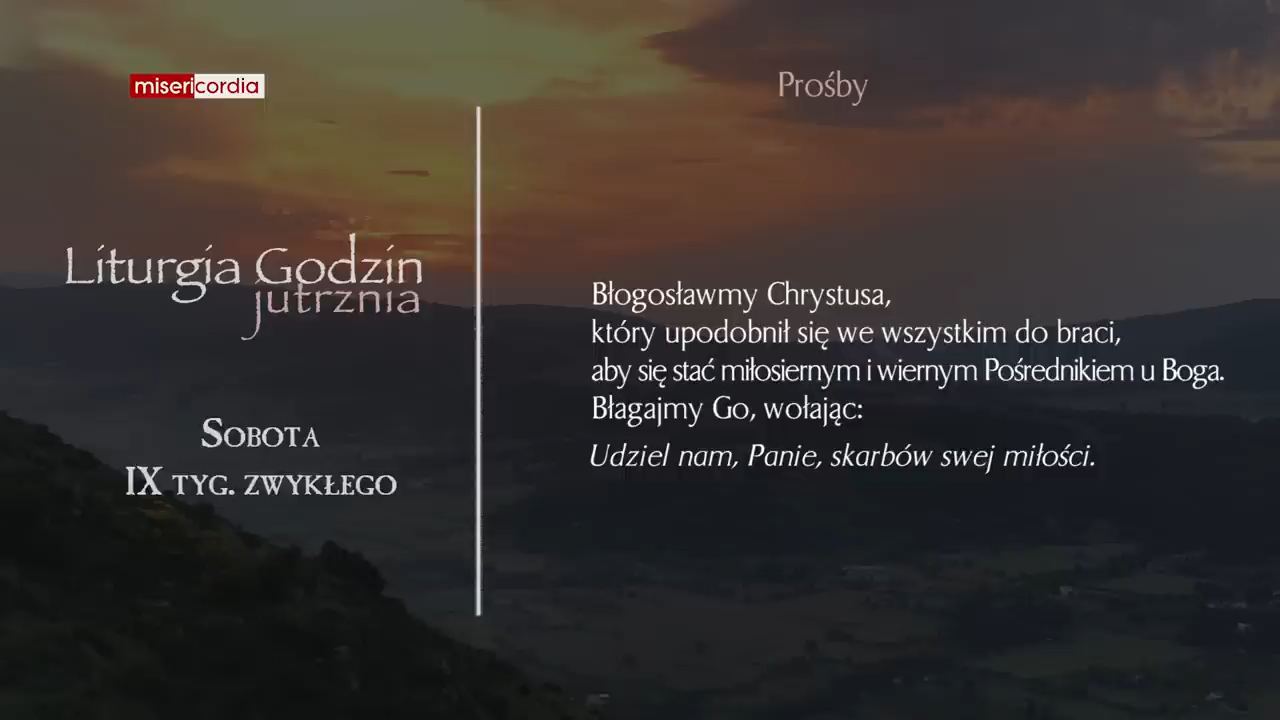 misericordia
Liturgia Godzin
jutrznia
Sobota
IX tyg. zwykłego
Prośby
Błogosławmy Chrystusa,
który upodobnił się we wszystkim do braci,
aby się stać miłosiernym i wiernym Pośrednikiem u Boga.
Błagajmy Go, wołając:
Udziel nam, Panie, skarbów swej miłości.